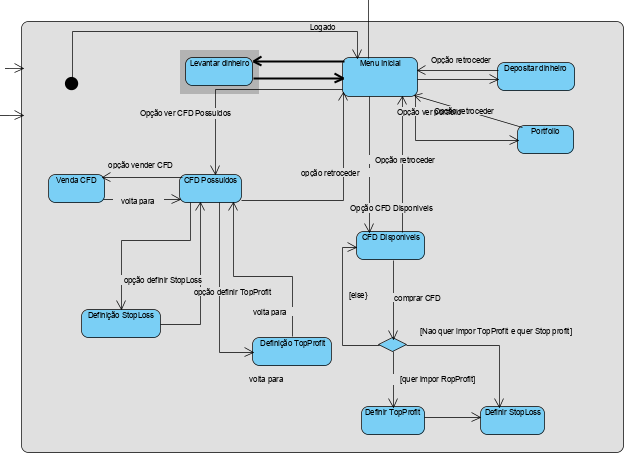 Logado
Levantar dinheiro
Menu Inicial
Opção retroceder
Depositar dinheiro
Opção ver CFD Possuidos
Opção retroceder
Portfolio
Opção retroceder
opção vender CFD
opção retroceder
Venda CFD
CFD Possuidos
volta para
Opção CFD Disponiveis
CFD Disponiveis
opção definir StopLoss
opção definir TopProfit
[else}
comprar CFD
volta para
Definição StopLoss
[Nao quer impor TopProfit e quer Stop profit]
Definição TopProfit
volta para
[quer impor RopProfit]
Definir TopProfit
Definir StopLoss